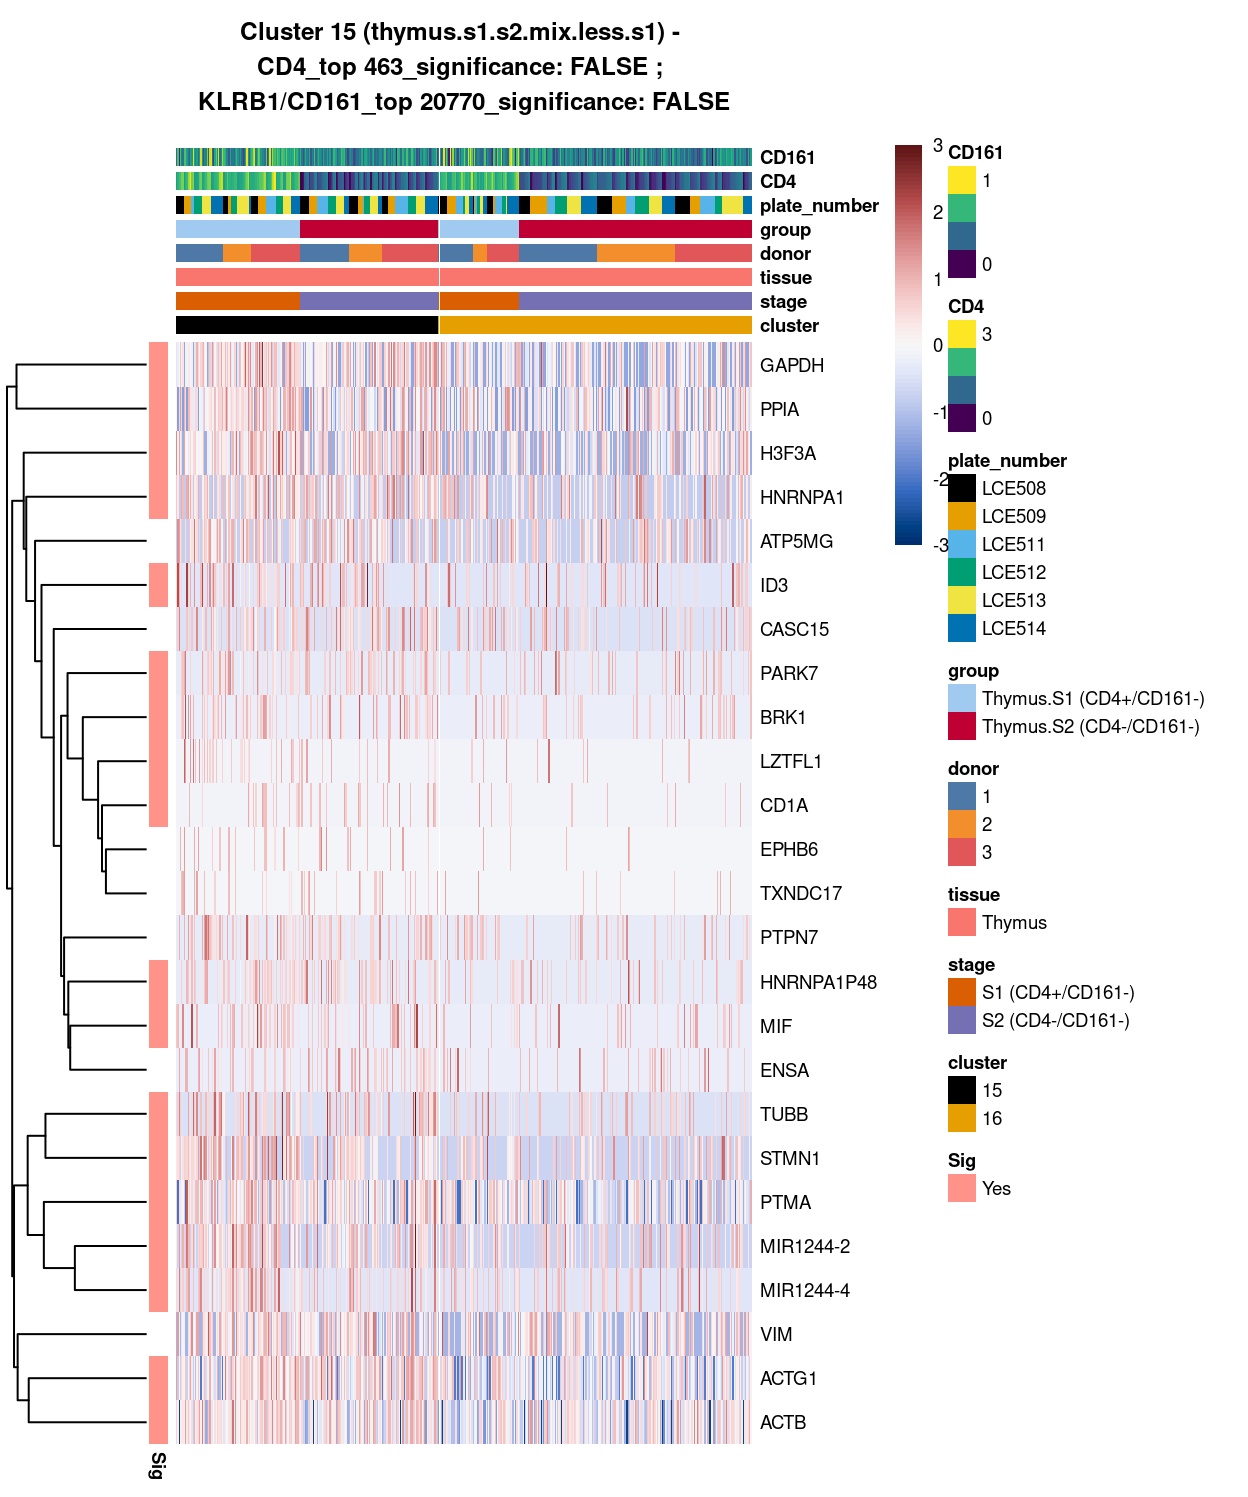 Cluster 15 (thymus.s1.s2.mix.less.s1) -
CD4_top 463_significance: FALSE ;
KLRB1/CD161_top 20770_significance: FALSE
CD161
CD4
plate_number
group
donor
tissue
stage
cluster
GAPDH
PPIA
H3F3A
HNRNPA1
ATP5MG
ID3
CASC15
PARK7
BRK1
LZTFL1
CD1A
EPHB6
TXNDC17
PTPN7
HNRNPA1P48
MIF
ENSA
TUBB
STMN1
PTMA
MIR1244-2
MIR1244-4
VIM
ACTG1
ACTB
Sig
3
2
1
0
-1
-2
-3
CD161
1
0
CD4
3
0
plate_number
LCE508
LCE509
LCE511
LCE512
LCE513
LCE514
group
Thymus.S1 (CD4+/CD161-)
Thymus.S2 (CD4-/CD161-)
donor
1
2
3
tissue
Thymus
stage
S1 (CD4+/CD161-)
S2 (CD4-/CD161-)
cluster
15
16
Sig
Yes